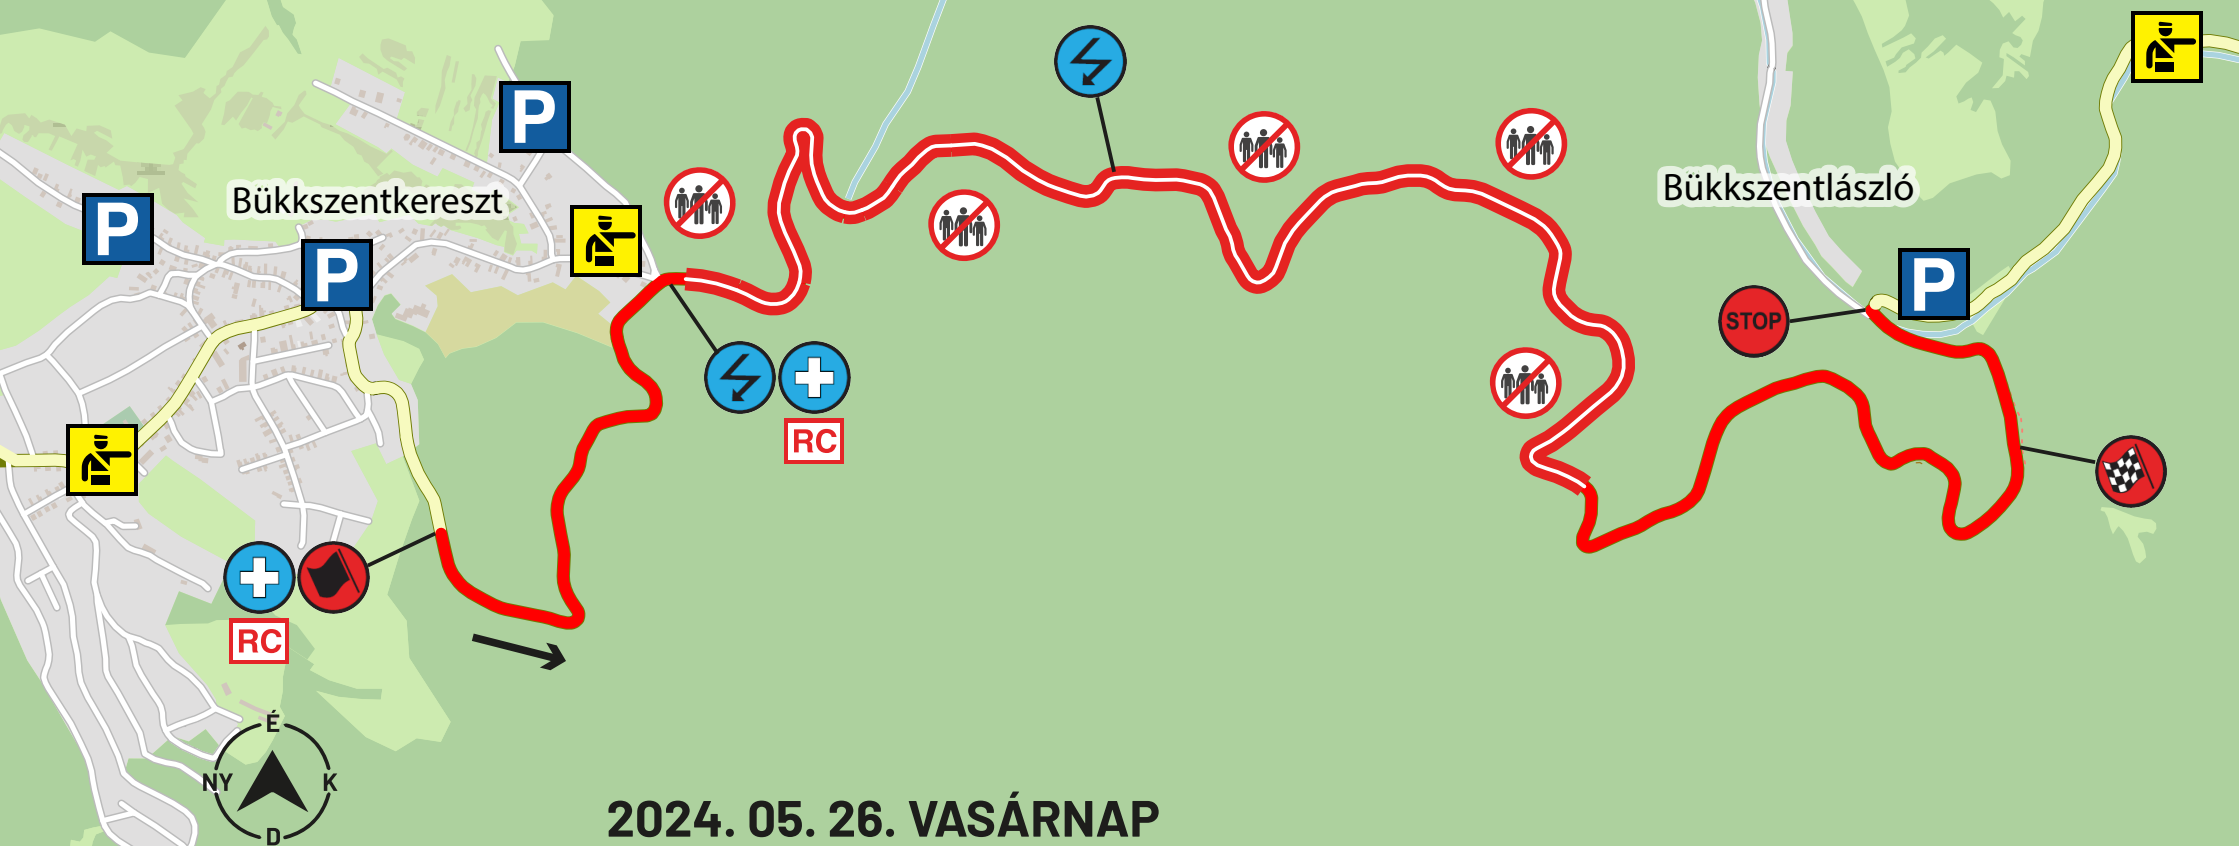 P
P
Bükkszentkereszt
Bükkszentlászló
P
P
STOP
RC
RC
É
NY
K
D
2024. 05. 26. VASÁRNAP